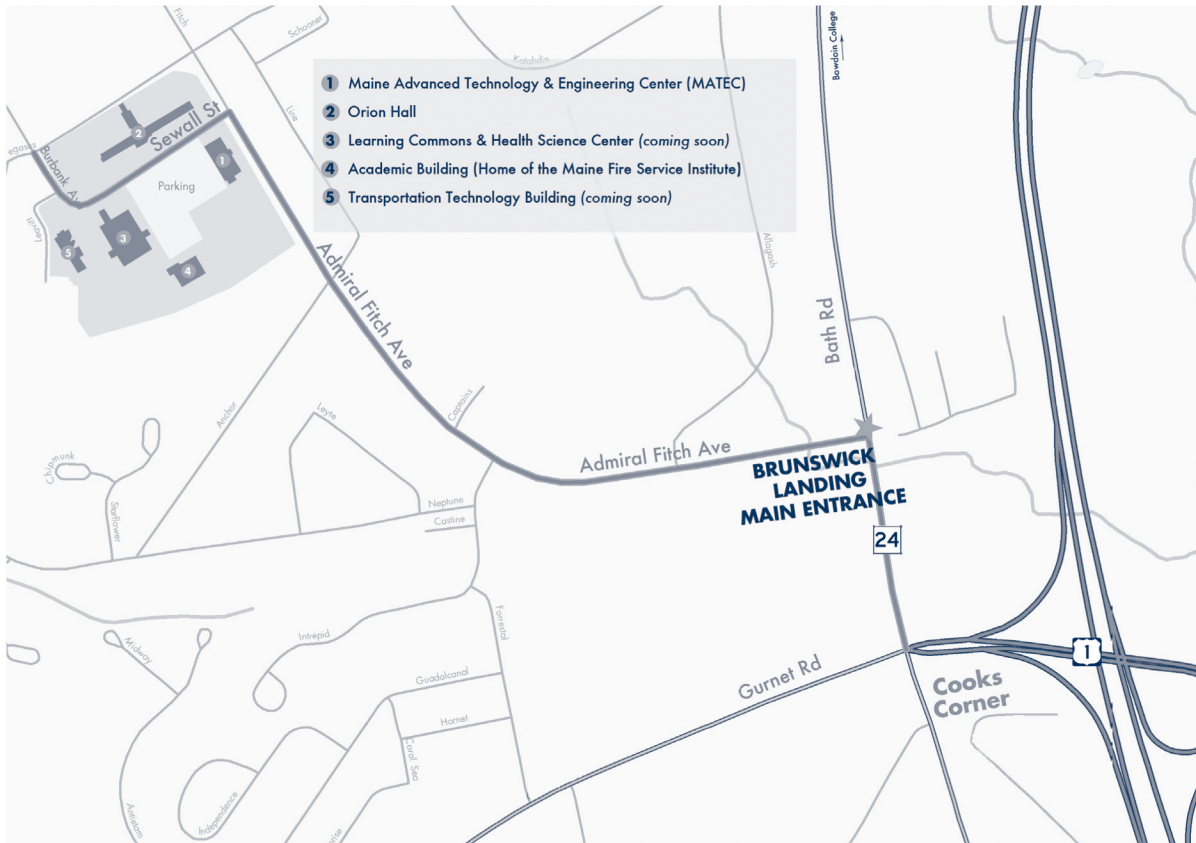 Fitch
Schooner
Katahdin
Bowdoin College
1 Maine Advanced Technology & Engineering Center (MATEC)
2 Orion Hall
3 Learning Commons & Health Science Center (coming soon)
4 Academic Building (Home of the Maine Fire Service Institute)
5 Transportation Technology Building (coming soon)
Line
2
Sewall St
egasus
Burbank Av
1
Parking
Leavitt
3
5
4
Allagash
Admiral Fitch Ave
Bath Rd
Anchor
Leyte
Captains
Chipmunk
Admiral Fitch Ave
BRUNSWICK
LANDING
MAIN ENTRANCE
Starflower
Neptune
Castine
24
Midway
Intrepid
Forrestal
1
Guadalcanal
Gurnet Rd
Cooks
Corner
Hornet
Coral Sea
Antietam
Independence
rise